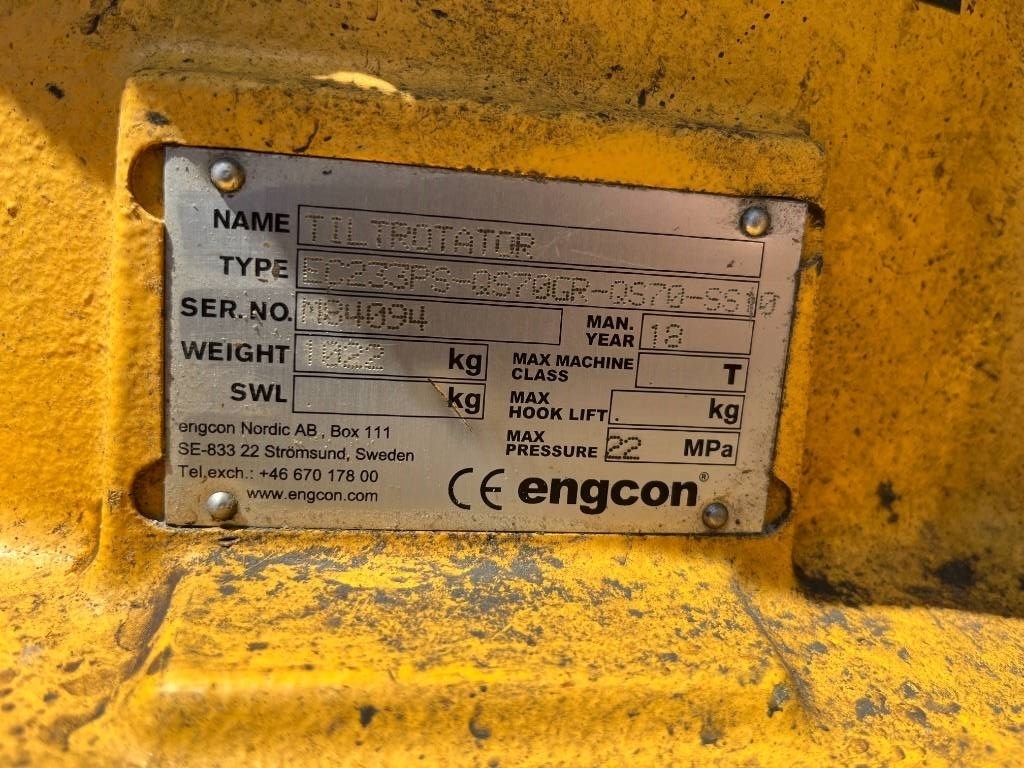 NAME TILTROTATOR
TYPE EC233PS-QS70GR-QS70-SS10
SER. NO. M84094
MAN. YEAR 18
WEIGHT 1022 kg
MAX MACHINE CLASS T
SWL kg
MAX HOOK LIFT . kg
MAX PRESSURE 22 MPa
engcon Nordic AB , Box 111
SE-833 22 Strömsund, Sweden
Tel.exch.: +46 670 178 00
www.engcon.com
CE engcon®